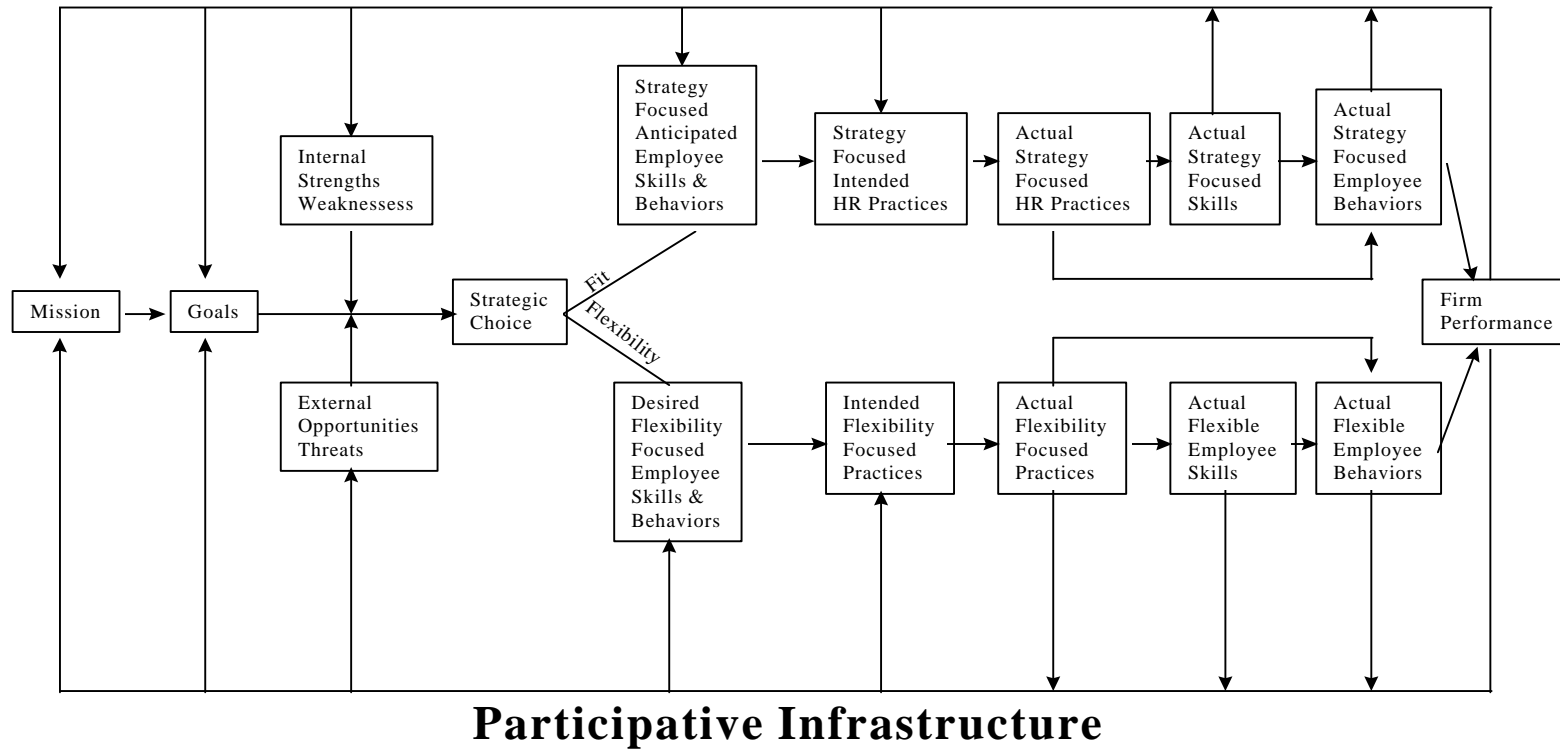 Strategy
Focused
Anticipated
Employee
Skills &
Behaviors
Strategy
Focused
Intended
HR Practices
Actual
Strategy
Focused
HR Practices
Actual
Strategy
Focused
Skills
Actual
Strategy
Focused
Employee
Behaviors
Internal
Strengths
Weaknessess
Mission
Goals
Strategic
Choice
Fit
Flexibility
Firm
Performance
External
Opportunities
Threats
Desired
Flexibility
Focused
Employee
Skills &
Behaviors
Intended
Flexibility
Focused
Practices
Actual
Flexibility
Focused
Practices
Actual
Flexible
Employee
Skills
Actual
Flexible
Employee
Behaviors
Participative Infrastructure